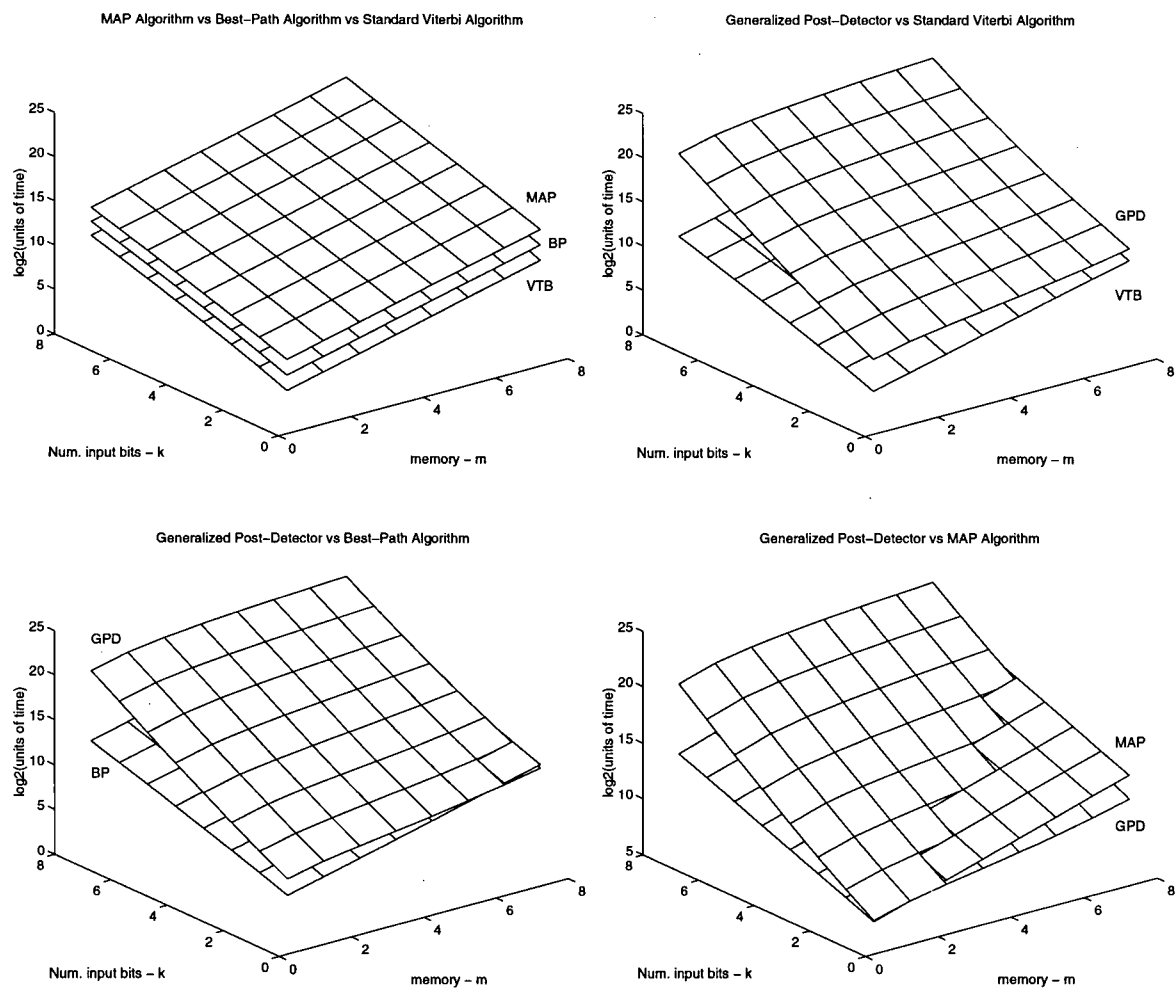 MAP Algorithm vs Best−Path Algorithm vs Standard Viterbi Algorithm
25
20
15
10
5
0
log2(units of time)
MAP
BP
VTB
8
6
4
2
0
0
2
4
6
8
Num. input bits − k
memory − m
Generalized Post−Detector vs Standard Viterbi Algorithm
25
20
15
10
5
0
log2(units of time)
GPD
VTB
8
6
4
2
0
0
2
4
6
8
Num. input bits − k
memory − m
Generalized Post−Detector vs Best−Path Algorithm
25
20
15
10
5
0
log2(units of time)
GPD
BP
8
6
4
2
0
0
2
4
6
8
Num. input bits − k
memory − m
Generalized Post−Detector vs MAP Algorithm
25
20
15
10
5
log2(units of time)
MAP
GPD
8
6
4
2
0
0
2
4
6
8
Num. input bits − k
memory − m